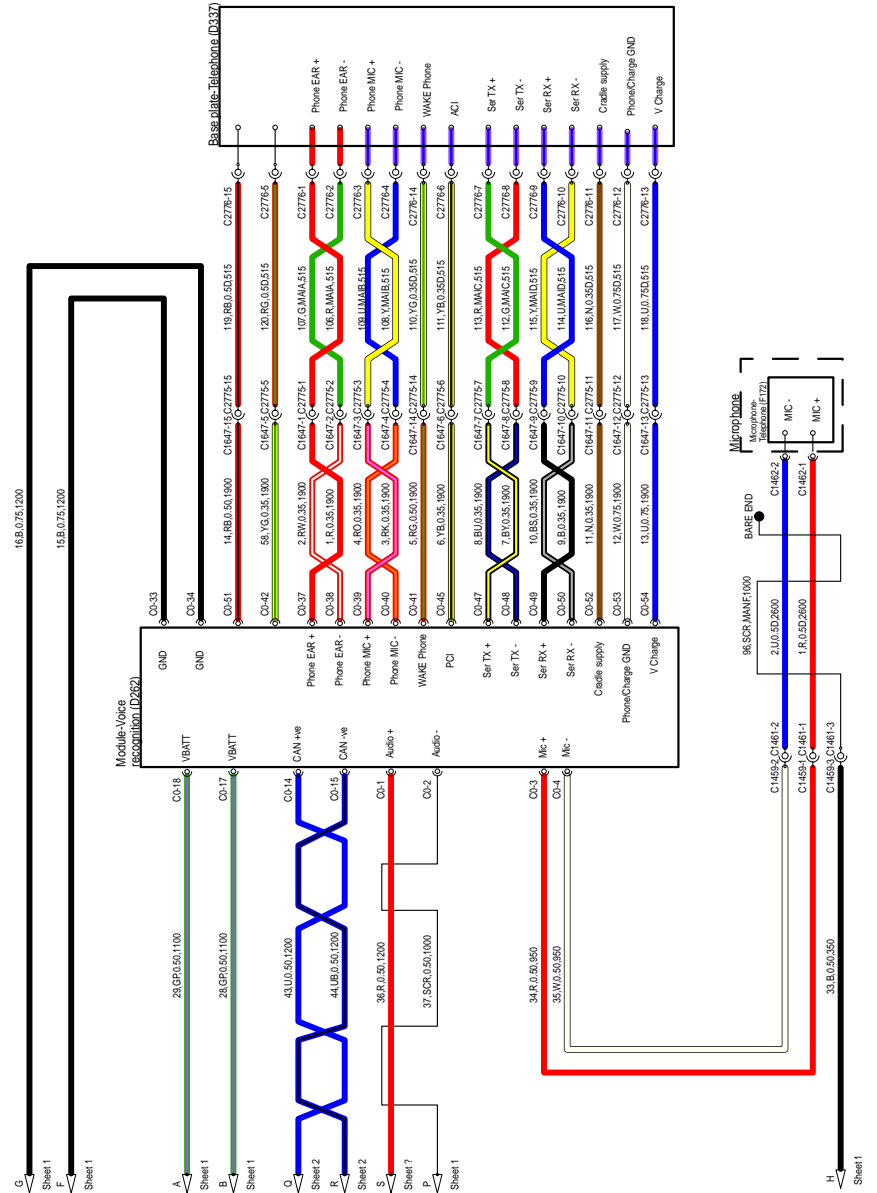 Base plate-Telephone (D337)
Phone EAR +
Phone EAR -
Phone MIC +
Phone MIC -
WAKE Phone
ACI
Ser TX +
Ser TX -
Ser RX +
Ser RX -
Cradle supply
Phone/Charge GND
V Charge
C2776-15
C2776-5
C2776-1
C2776-2
C2776-3
C2776-4
C2776-14
C2776-6
C2776-7
C2776-8
C2776-9
C2776-10
C2776-11
C2776-12
C2776-13
119,RB,0.5D,515
120,RG,0.5D,515
107,G,MAIA,515
106,R,MAIA,515
109,U,MAIB,515
108,Y,MAIB,515
110,YG,0.35D,515
111,YB,0.35D,515
113,R,MAIC,515
112,G,MAIC,515
115,Y,MAID,515
114,U,MAID,515
116,N,0.35D,515
117,W,0.75D,515
118,U,0.75D,515
C1647-15 C2775-15
C1647-5 C2775-5
C1647-1 C2775-1
C1647-2 C2775-2
C1647-3 C2775-3
C1647-4 C2775-4
C1647-14 C2775-14
C1647-6 C2775-6
C1647-7 C2775-7
C1647-8 C2775-8
C1647-9 C2775-9
C1647-10 C2775-10
C1647-11 C2775-11
C1647-12 C2775-12
C1647-13 C2775-13
16,B,0.75,1200
15,B,0.75,1200
14,RB,0.50,1900
58,YG,0.35,1900
2,RW,0.35,1900
1,R,0.35,1900
4,RO,0.35,1900
3,RK,0.35,1900
5,RG,0.50,1900
6,YB,0.35,1900
8,BU,0.35,1900
7,BY,0.35,1900
10,BS,0.35,1900
9,B,0.35,1900
11,N,0.35,1900
12,W,0.75,1900
13,U,0.75,1900
C0-33
C0-34
C0-51
C0-42
C0-37
C0-38
C0-39
C0-40
C0-41
C0-45
C0-47
C0-48
C0-49
C0-50
C0-52
C0-53
C0-54
Microphone
Microphone-
Telephone (F172)
MIC -
MIC +
C1462-2
C1462-1
BARE END
96,SCR,MANF,1000
2,U,0.5D,2600
1,R,0.5D,2600
C1459-2 C1461-2
C1459-1 C1461-1
C1459-3 C1461-3
Module-Voice
recognition (D262)
GND
GND
Phone EAR +
Phone EAR -
Phone MIC +
Phone MIC -
WAKE Phone
PCI
Ser TX +
Ser TX -
Ser RX +
Ser RX -
Cradle supply
Phone/Charge GND
V Charge
VBATT
VBATT
CAN +ve
CAN -ve
Audio +
Audio -
Mic +
Mic -
C0-18
C0-17
C0-14
C0-15
C0-1
C0-2
C0-3
C0-4
29,GP,0.50,1100
28,GP,0.50,1100
43,U,0.50,1200
44,UB,0.50,1200
36,R,0.50,1200
37,SCR,0.50,1000
34,R,0.50,950
35,W,0.50,950
33,B,0.50,350
G
Sheet 1
F
Sheet 1
A
Sheet 1
B
Sheet 1
Q
Sheet 2
R
Sheet 2
S
Sheet ?
P
Sheet 1
H
Sheet 1